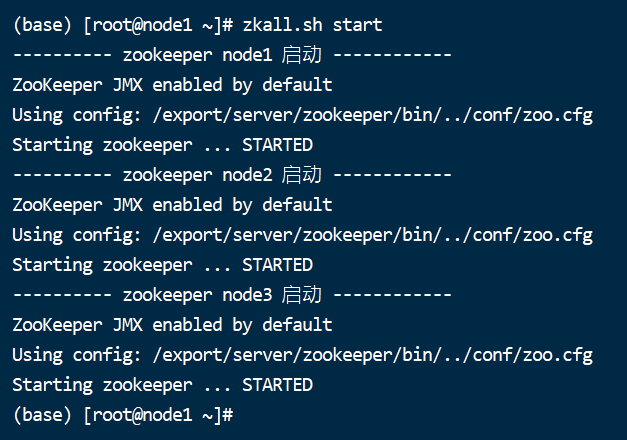 (base) [root@node1 ~]# zkall.sh start
---------- zookeeper node1 启动 ------------
ZooKeeper JMX enabled by default
Using config: /export/server/zookeeper/bin/../conf/zoo.cfg
Starting zookeeper ... STARTED
---------- zookeeper node2 启动 ------------
ZooKeeper JMX enabled by default
Using config: /export/server/zookeeper/bin/../conf/zoo.cfg
Starting zookeeper ... STARTED
---------- zookeeper node3 启动 ------------
ZooKeeper JMX enabled by default
Using config: /export/server/zookeeper/bin/../conf/zoo.cfg
Starting zookeeper ... STARTED
(base) [root@node1 ~]#